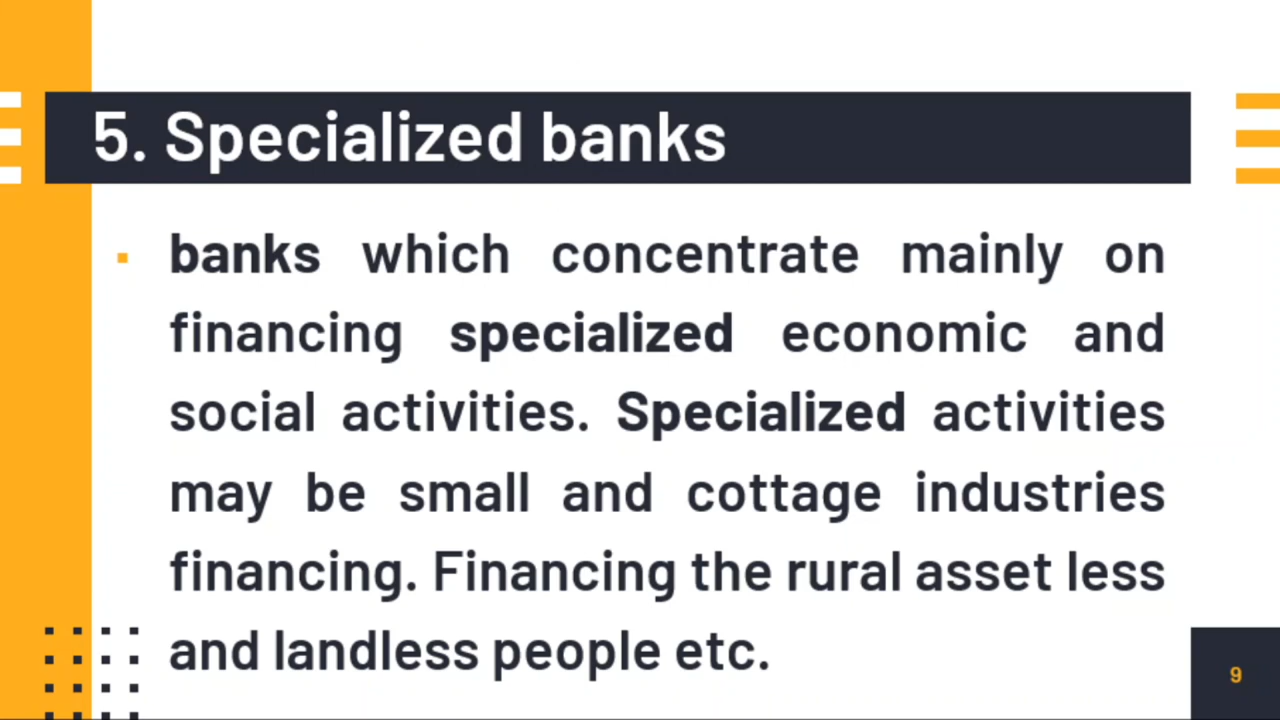 5. Specialized banks
banks which concentrate mainly on
financing specialized economic and
social activities. Specialized activities
may be small and cottage industries
financing. Financing the rural asset less
and landless people etc.
9